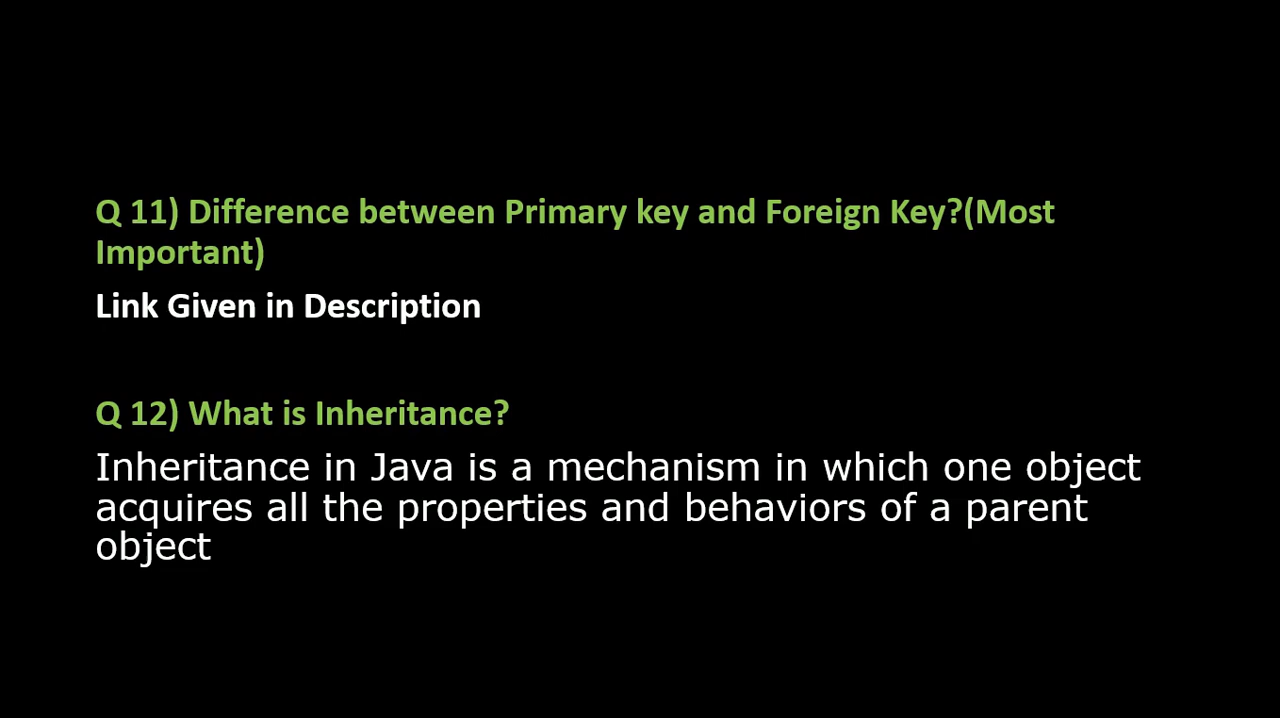 Q 11) Difference between Primary key and Foreign Key?(Most
Important)
Link Given in Description
Q 12) What is Inheritance?
Inheritance in Java is a mechanism in which one object
acquires all the properties and behaviors of a parent
object